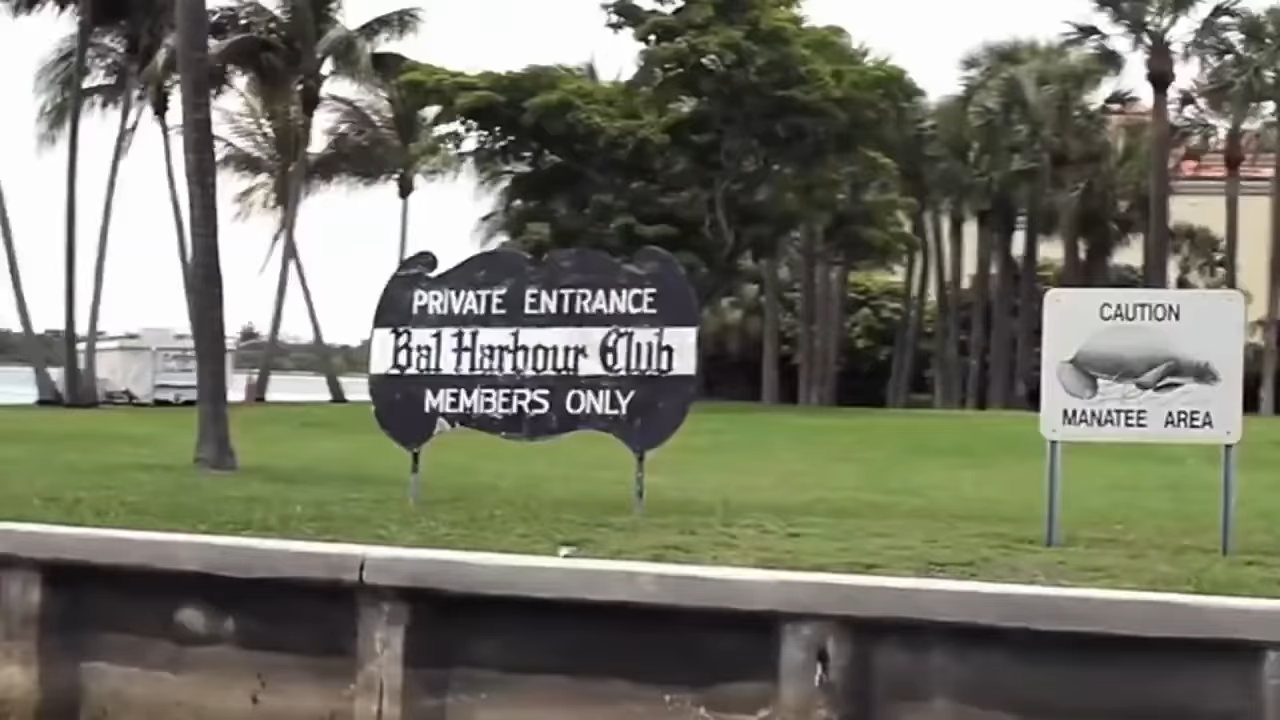 PRIVATE ENTRANCE
Bal Harbour Club
MEMBERS ONLY
CAUTION
MANATEE AREA